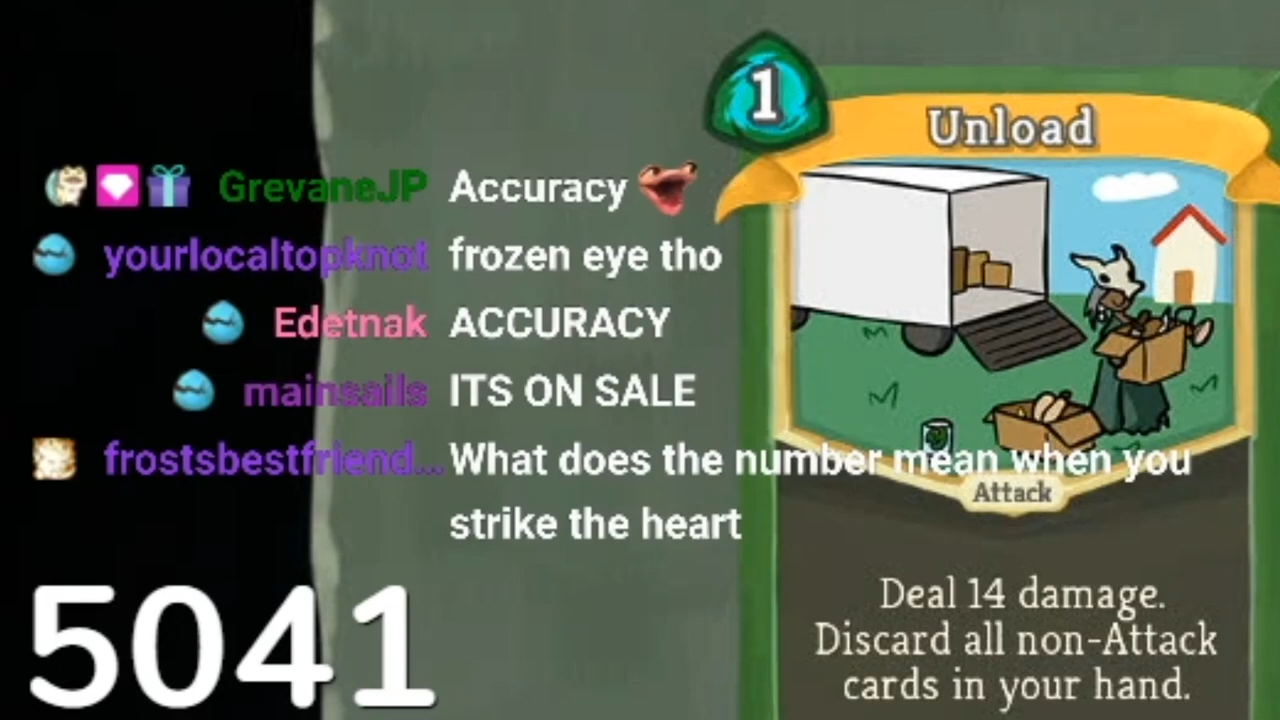 1
Unload
GrevaneJP Accuracy
yourlocaltopknot frozen eye tho
Edetnak ACCURACY
mainsails ITS ON SALE
frostsbestfriend... What does the number mean when you
strike the heart
Attack
5041
Deal 14 damage.
Discard all non-Attack
cards in your hand.